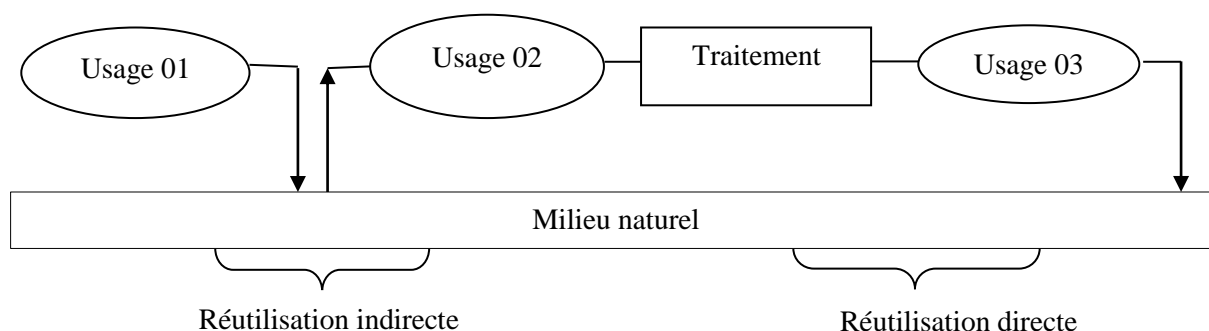 Usage 01
Usage 02
Traitement
Usage 03
Milieu naturel
Réutilisation indirecte
Réutilisation directe